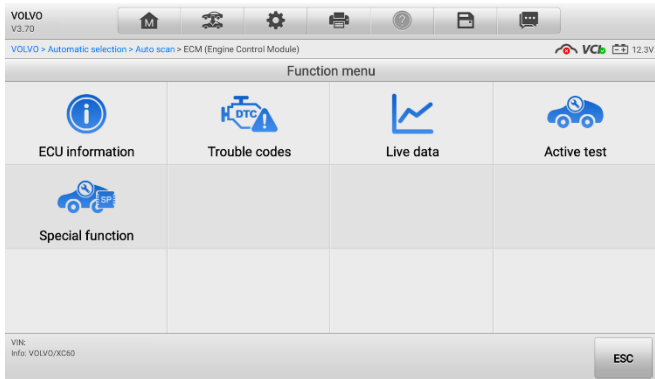 VOLVO
V3.70
M
?
VOLVO > Automatic selection > Auto scan > ECM (Engine Control Module)
VCI 12.3V
Function menu
i
DTC
ECU information
Trouble codes
Live data
Active test
SP
Special function
VIN:
Info: VOLVO/XC60
ESC